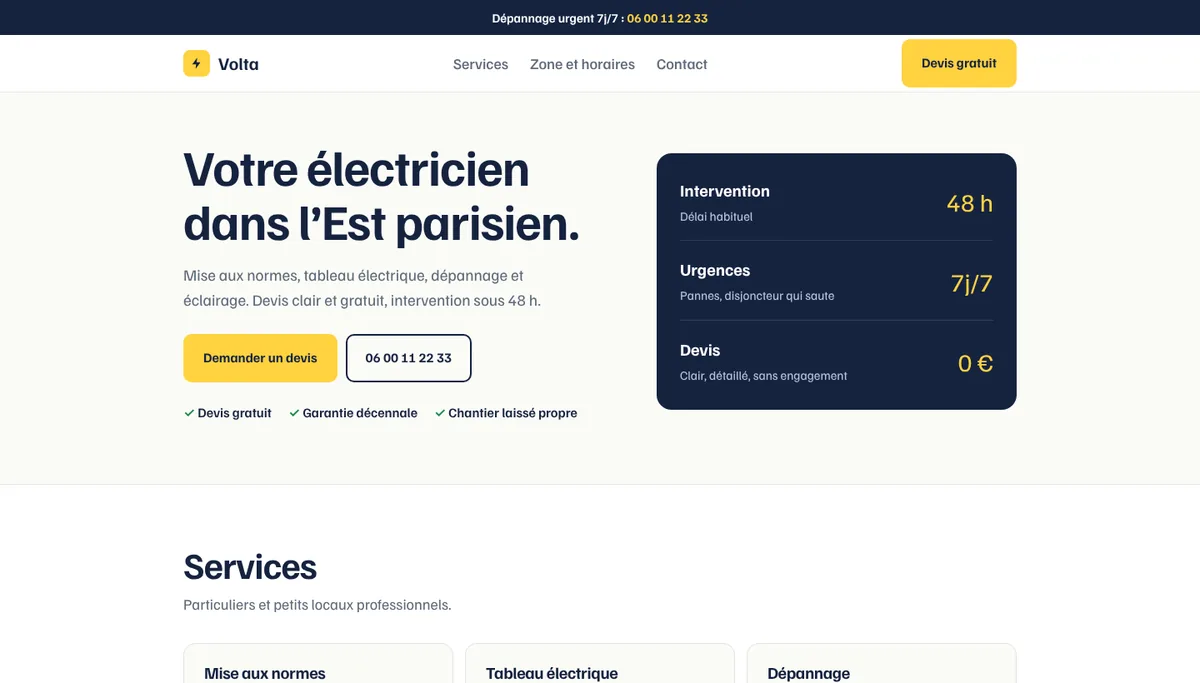 Dépannage urgent 7j/7 : 06 00 11 22 33
Volta
Services
Zone et horaires
Contact
Devis gratuit
Votre électricien
dans l’Est parisien.
Mise aux normes, tableau électrique, dépannage et
éclairage. Devis clair et gratuit, intervention sous 48 h.
Demander un devis
06 00 11 22 33
Devis gratuit
Garantie décennale
Chantier laissé propre
Intervention
Délai habituel
48 h
Urgences
Pannes, disjoncteur qui saute
7j/7
Devis
Clair, détaillé, sans engagement
0 €
Services
Particuliers et petits locaux professionnels.
Mise aux normes
Tableau électrique
Dépannage